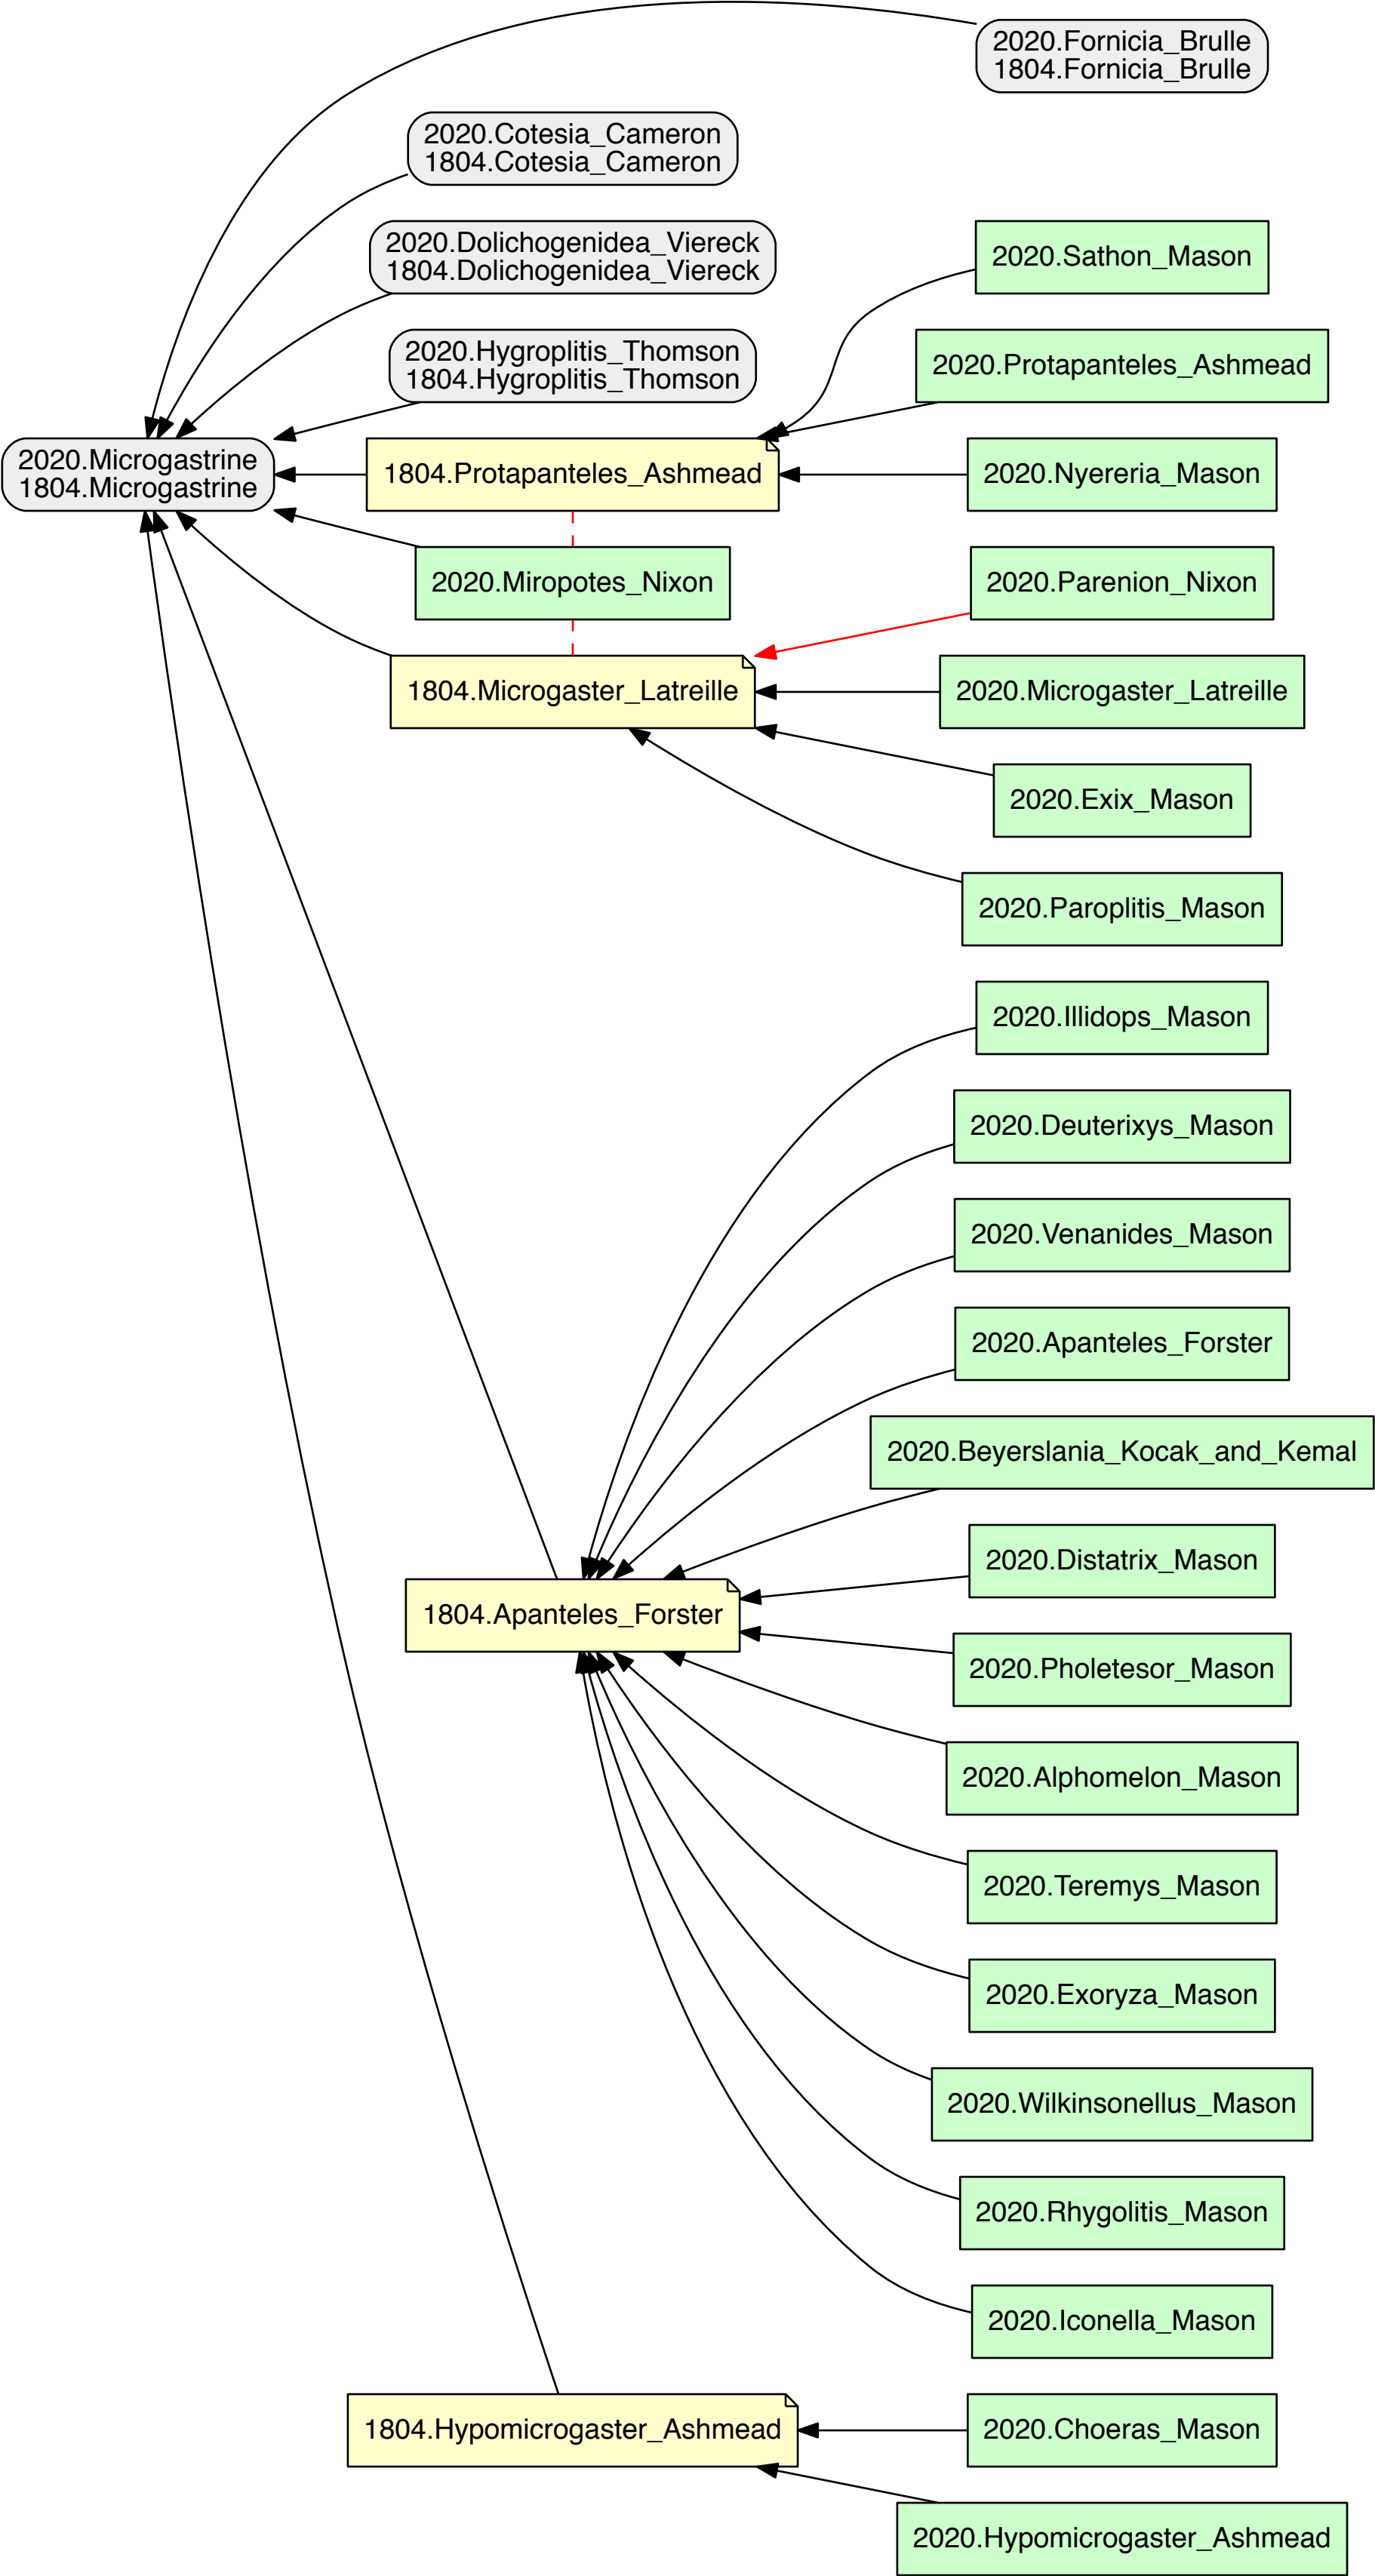 2020.Fornicia_Brulle
1804.Fornicia_Brulle
2020.Cotesia_Cameron
1804.Cotesia_Cameron
2020.Dolichogenidea_Viereck
1804.Dolichogenidea_Viereck
2020.Sathon_Mason
2020.Hygroplitis_Thomson
1804.Hygroplitis_Thomson
2020.Protapanteles_Ashmead
2020.Microgastrine
1804.Microgastrine
1804.Protapanteles_Ashmead
2020.Nyereria_Mason
2020.Miropotes_Nixon
2020.Parenion_Nixon
1804.Microgaster_Latreille
2020.Microgaster_Latreille
2020.Exix_Mason
2020.Paroplitis_Mason
2020.Illidops_Mason
2020.Deuterixys_Mason
2020.Venanides_Mason
2020.Apanteles_Forster
2020.Beyerslania_Kocak_and_Kemal
2020.Distatrix_Mason
1804.Apanteles_Forster
2020.Pholetesor_Mason
2020.Alphomelon_Mason
2020.Teremys_Mason
2020.Exoryza_Mason
2020.Wilkinsonellus_Mason
2020.Rhygolitis_Mason
2020.Iconella_Mason
1804.Hypomicrogaster_Ashmead
2020.Choeras_Mason
2020.Hypomicrogaster_Ashmead